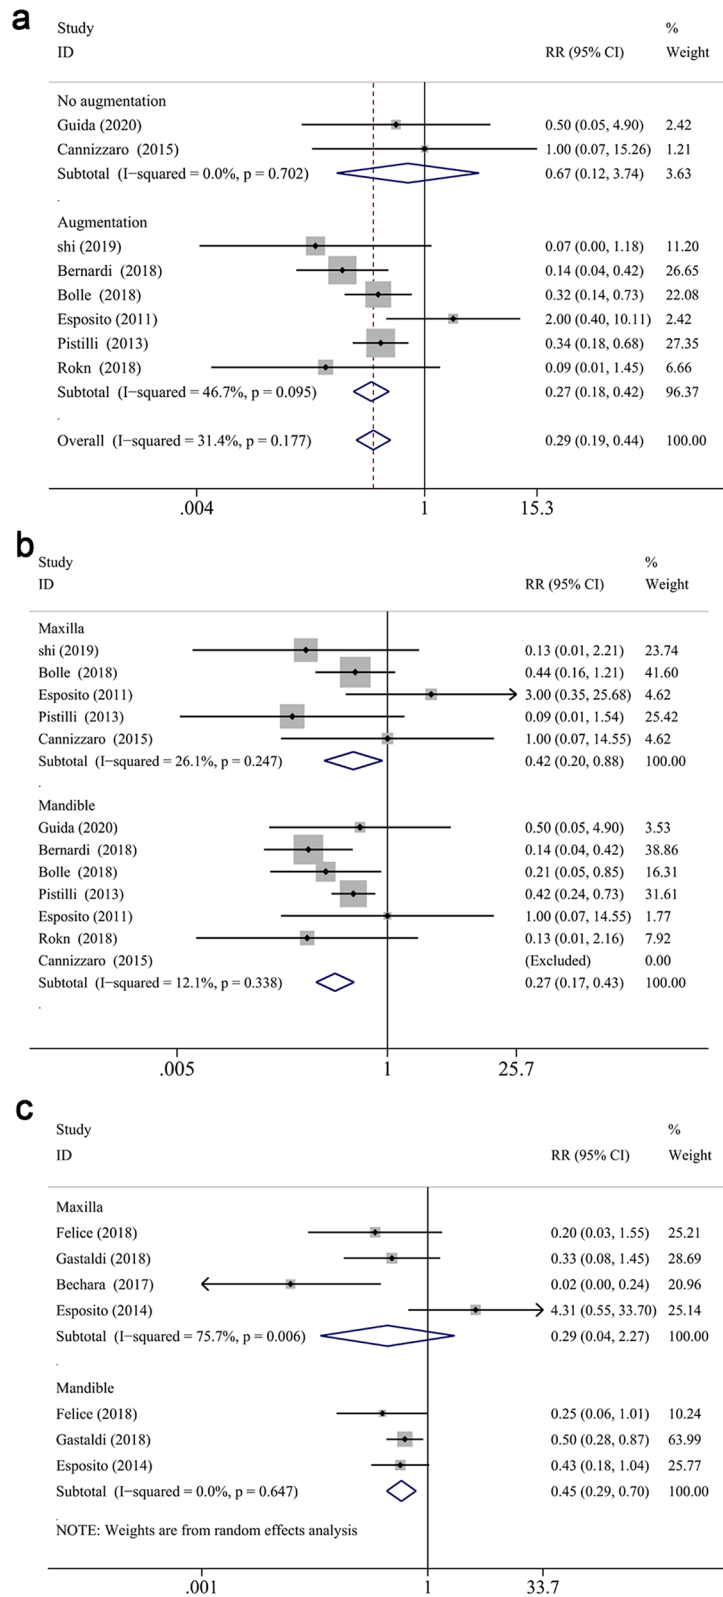 a
Study %
ID RR (95% CI) Weight
No augmentation
Guida (2020) 0.50 (0.05, 4.90) 2.42
Cannizzaro (2015) 1.00 (0.07, 15.26) 1.21
Subtotal (I−squared = 0.0%, p = 0.702) 0.67 (0.12, 3.74) 3.63
.
Augmentation
shi (2019) 0.07 (0.00, 1.18) 11.20
Bernardi (2018) 0.14 (0.04, 0.42) 26.65
Bolle (2018) 0.32 (0.14, 0.73) 22.08
Esposito (2011) 2.00 (0.40, 10.11) 2.42
Pistilli (2013) 0.34 (0.18, 0.68) 27.35
Rokn (2018) 0.09 (0.01, 1.45) 6.66
Subtotal (I−squared = 46.7%, p = 0.095) 0.27 (0.18, 0.42) 96.37
.
Overall (I−squared = 31.4%, p = 0.177) 0.29 (0.19, 0.44) 100.00
.004 1 15.3
b
Study %
ID RR (95% CI) Weight
Maxilla
shi (2019) 0.13 (0.01, 2.21) 23.74
Bolle (2018) 0.44 (0.16, 1.21) 41.60
Esposito (2011) 3.00 (0.35, 25.68) 4.62
Pistilli (2013) 0.09 (0.01, 1.54) 25.42
Cannizzaro (2015) 1.00 (0.07, 14.55) 4.62
Subtotal (I−squared = 26.1%, p = 0.247) 0.42 (0.20, 0.88) 100.00
.
Mandible
Guida (2020) 0.50 (0.05, 4.90) 3.53
Bernardi (2018) 0.14 (0.04, 0.42) 38.86
Bolle (2018) 0.21 (0.05, 0.85) 16.31
Pistilli (2013) 0.42 (0.24, 0.73) 31.61
Esposito (2011) 1.00 (0.07, 14.55) 1.77
Rokn (2018) 0.13 (0.01, 2.16) 7.92
Cannizzaro (2015) (Excluded) 0.00
Subtotal (I−squared = 12.1%, p = 0.338) 0.27 (0.17, 0.43) 100.00
.
.005 1 25.7
c
Study %
ID RR (95% CI) Weight
Maxilla
Felice (2018) 0.20 (0.03, 1.55) 25.21
Gastaldi (2018) 0.33 (0.08, 1.45) 28.69
Bechara (2017) 0.02 (0.00, 0.24) 20.96
Esposito (2014) 4.31 (0.55, 33.70) 25.14
Subtotal (I−squared = 75.7%, p = 0.006) 0.29 (0.04, 2.27) 100.00
.
Mandible
Felice (2018) 0.25 (0.06, 1.01) 10.24
Gastaldi (2018) 0.50 (0.28, 0.87) 63.99
Esposito (2014) 0.43 (0.18, 1.04) 25.77
Subtotal (I−squared = 0.0%, p = 0.647) 0.45 (0.29, 0.70) 100.00
.
NOTE: Weights are from random effects analysis
.001 1 33.7